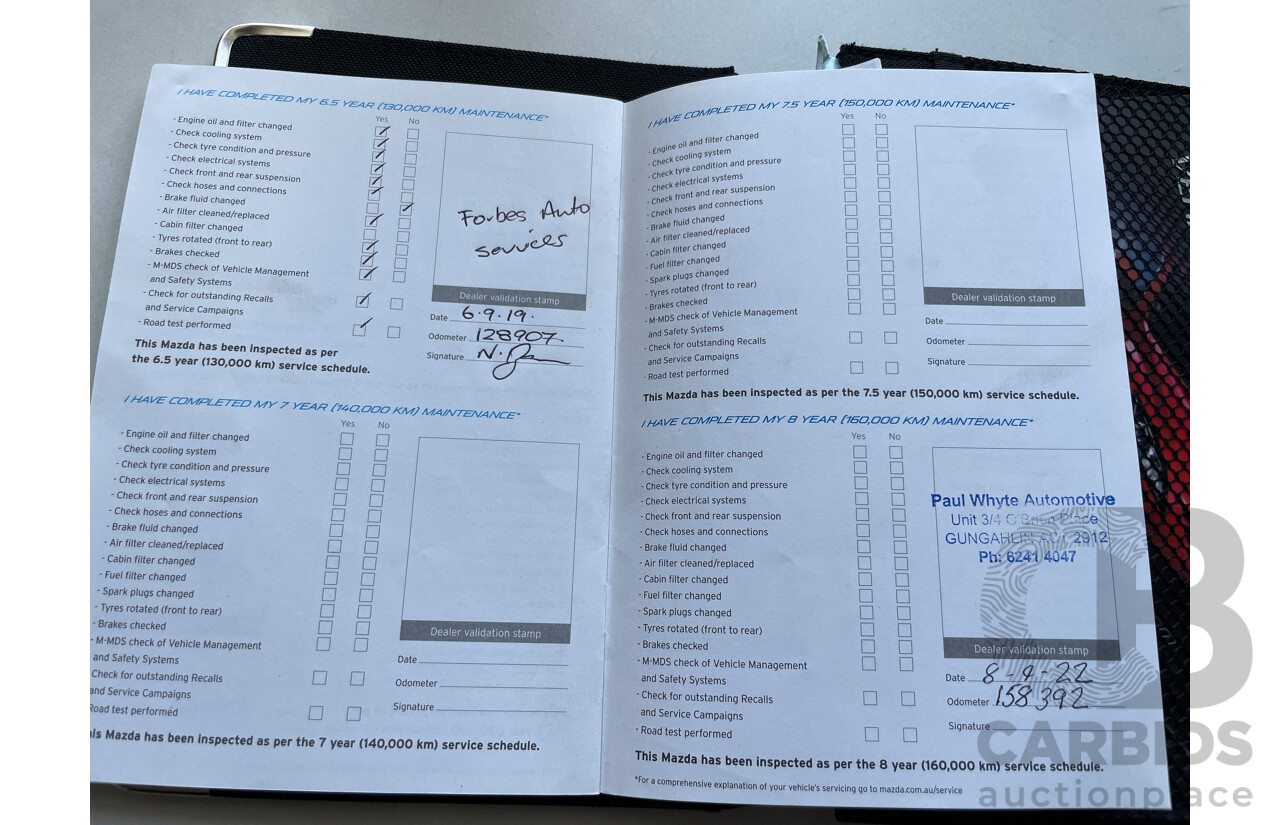 I HAVE COMPLETED MY 6.5 YEAR (130,000 KM) MAINTENANCE*
Yes No
- Engine oil and filter changed
- Check cooling system
- Check tyre condition and pressure
- Check electrical systems
- Check front and rear suspension
- Check hoses and connections
- Brake fluid changed
- Air filter cleaned/replaced
- Cabin filter changed
- Tyres rotated (front to rear)
- Brakes checked
- M-MDS check of Vehicle Management
and Safety Systems
- Check for outstanding Recalls
and Service Campaigns
- Road test performed
Forbes Auto
services
Dealer validation stamp
Date 6.9.19.
Odometer 128907.
Signature
This Mazda has been inspected as per
the 6.5 year (130,000 km) service schedule.
I HAVE COMPLETED MY 7 YEAR (140,000 KM) MAINTENANCE*
Yes No
- Engine oil and filter changed
- Check cooling system
- Check tyre condition and pressure
- Check electrical systems
- Check front and rear suspension
- Check hoses and connections
- Brake fluid changed
- Air filter cleaned/replaced
- Cabin filter changed
- Fuel filter changed
- Spark plugs changed
- Tyres rotated (front to rear)
- Brakes checked
- M-MDS check of Vehicle Management
and Safety Systems
Check for outstanding Recalls
and Service Campaigns
Road test performed
Dealer validation stamp
Date
Odometer
Signature
his Mazda has been inspected as per the 7 year (140,000 km) service schedule.
I HAVE COMPLETED MY 7.5 YEAR (150,000 KM) MAINTENANCE*
Yes No
- Engine oil and filter changed
- Check cooling system
- Check tyre condition and pressure
- Check electrical systems
- Check front and rear suspension
- Check hoses and connections
- Brake fluid changed
- Air filter cleaned/replaced
- Cabin filter changed
- Fuel filter changed
- Spark plugs changed
- Tyres rotated (front to rear)
- Brakes checked
- M-MDS check of Vehicle Management
and Safety Systems
- Check for outstanding Recalls
and Service Campaigns
- Road test performed
Dealer validation stamp
Date
Odometer
Signature
This Mazda has been inspected as per the 7.5 year (150,000 km) service schedule.
I HAVE COMPLETED MY 8 YEAR (160,000 KM) MAINTENANCE*
Yes No
- Engine oil and filter changed
- Check cooling system
- Check tyre condition and pressure
- Check electrical systems
- Check front and rear suspension
- Check hoses and connections
- Brake fluid changed
- Air filter cleaned/replaced
- Cabin filter changed
- Fuel filter changed
- Spark plugs changed
- Tyres rotated (front to rear)
- Brakes checked
- M-MDS check of Vehicle Management
and Safety Systems
- Check for outstanding Recalls
and Service Campaigns
- Road test performed
Paul Whyte Automotive
Unit 3/4 O'Brien Place
GUNGAHLIN ACT 2912
Ph: 6241 4047
Dealer validation stamp
Date 8-4-22
Odometer 158392
Signature
This Mazda has been inspected as per the 8 year (160,000 km) service schedule.
*For a comprehensive explanation of your vehicle's servicing go to mazda.com.au/service
CARBIDS
auctionplace